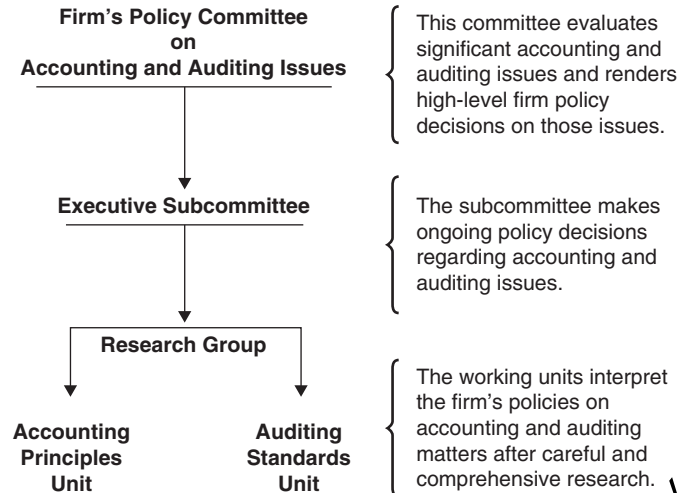 Firm's Policy Committee
on
Accounting and Auditing Issues
This committee evaluates
significant accounting and
auditing issues and renders
high-level firm policy
decisions on those issues.
Executive Subcommittee
The subcommittee makes
ongoing policy decisions
regarding accounting and
auditing issues.
Research Group
Accounting
Principles
Unit
Auditing
Standards
Unit
The working units interpret
the firm's policies on
accounting and auditing
matters after careful and
comprehensive research.